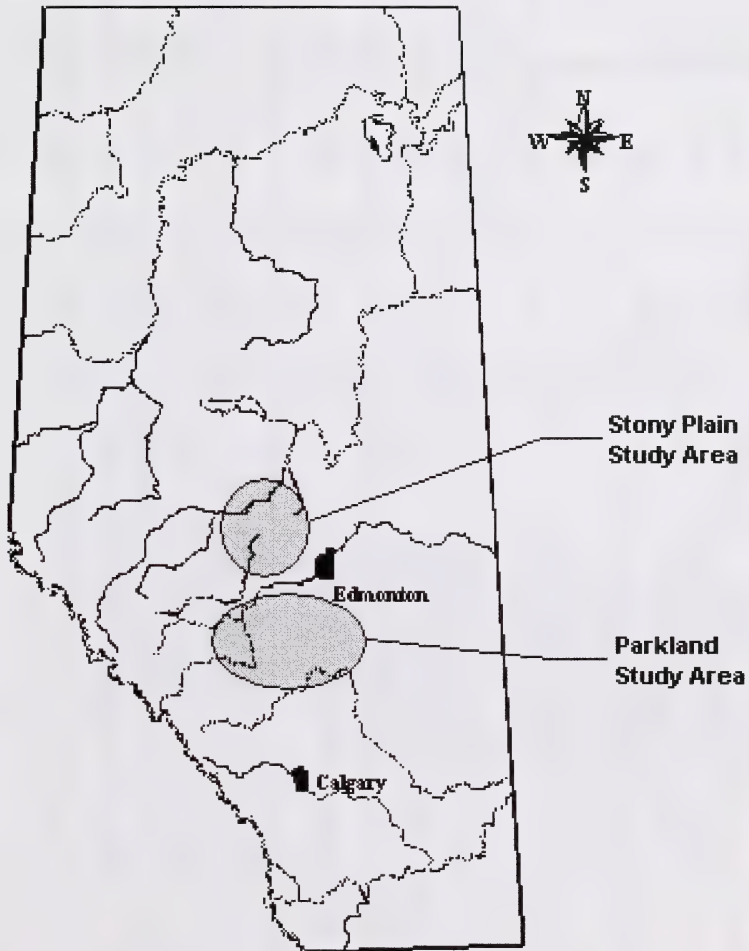 N
W E
S
Stony Plain
Study Area
Edmonton
Parkland
Study Area
Calgary